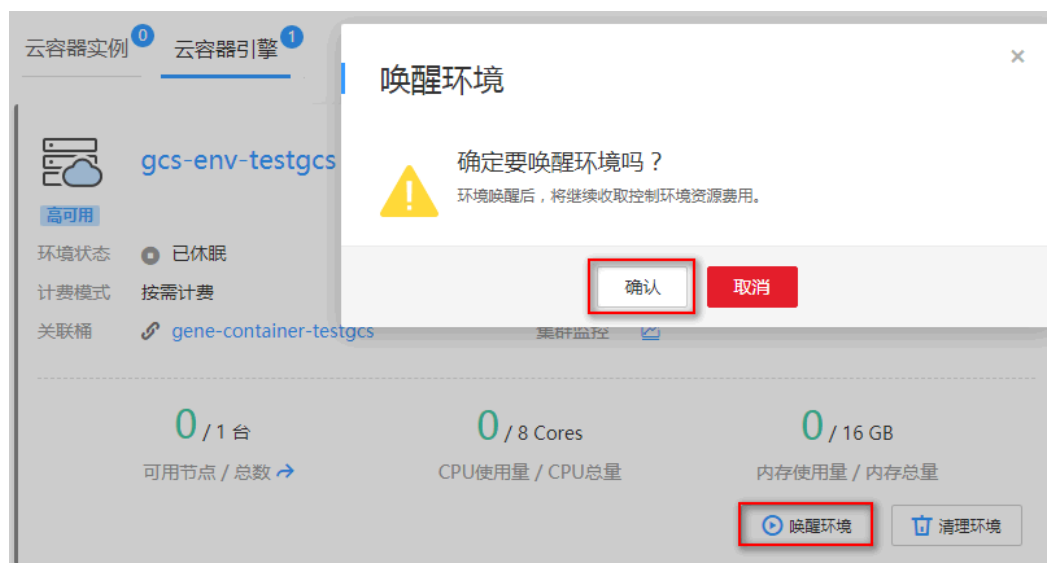 云容器实例 0 云容器引擎 1
唤醒环境
×
gcs-env-testgcs
确定要唤醒环境吗？
环境唤醒后，将继续收取控制环境资源费用。
高可用
环境状态 已休眠
确认 取消
计费模式 按需计费
关联桶 gene-container-testgcs 集群监控
0 / 1 台 0 / 8 Cores 0 / 16 GB
可用节点 / 总数 CPU使用量 / CPU总量 内存使用量 / 内存总量
唤醒环境 清理环境